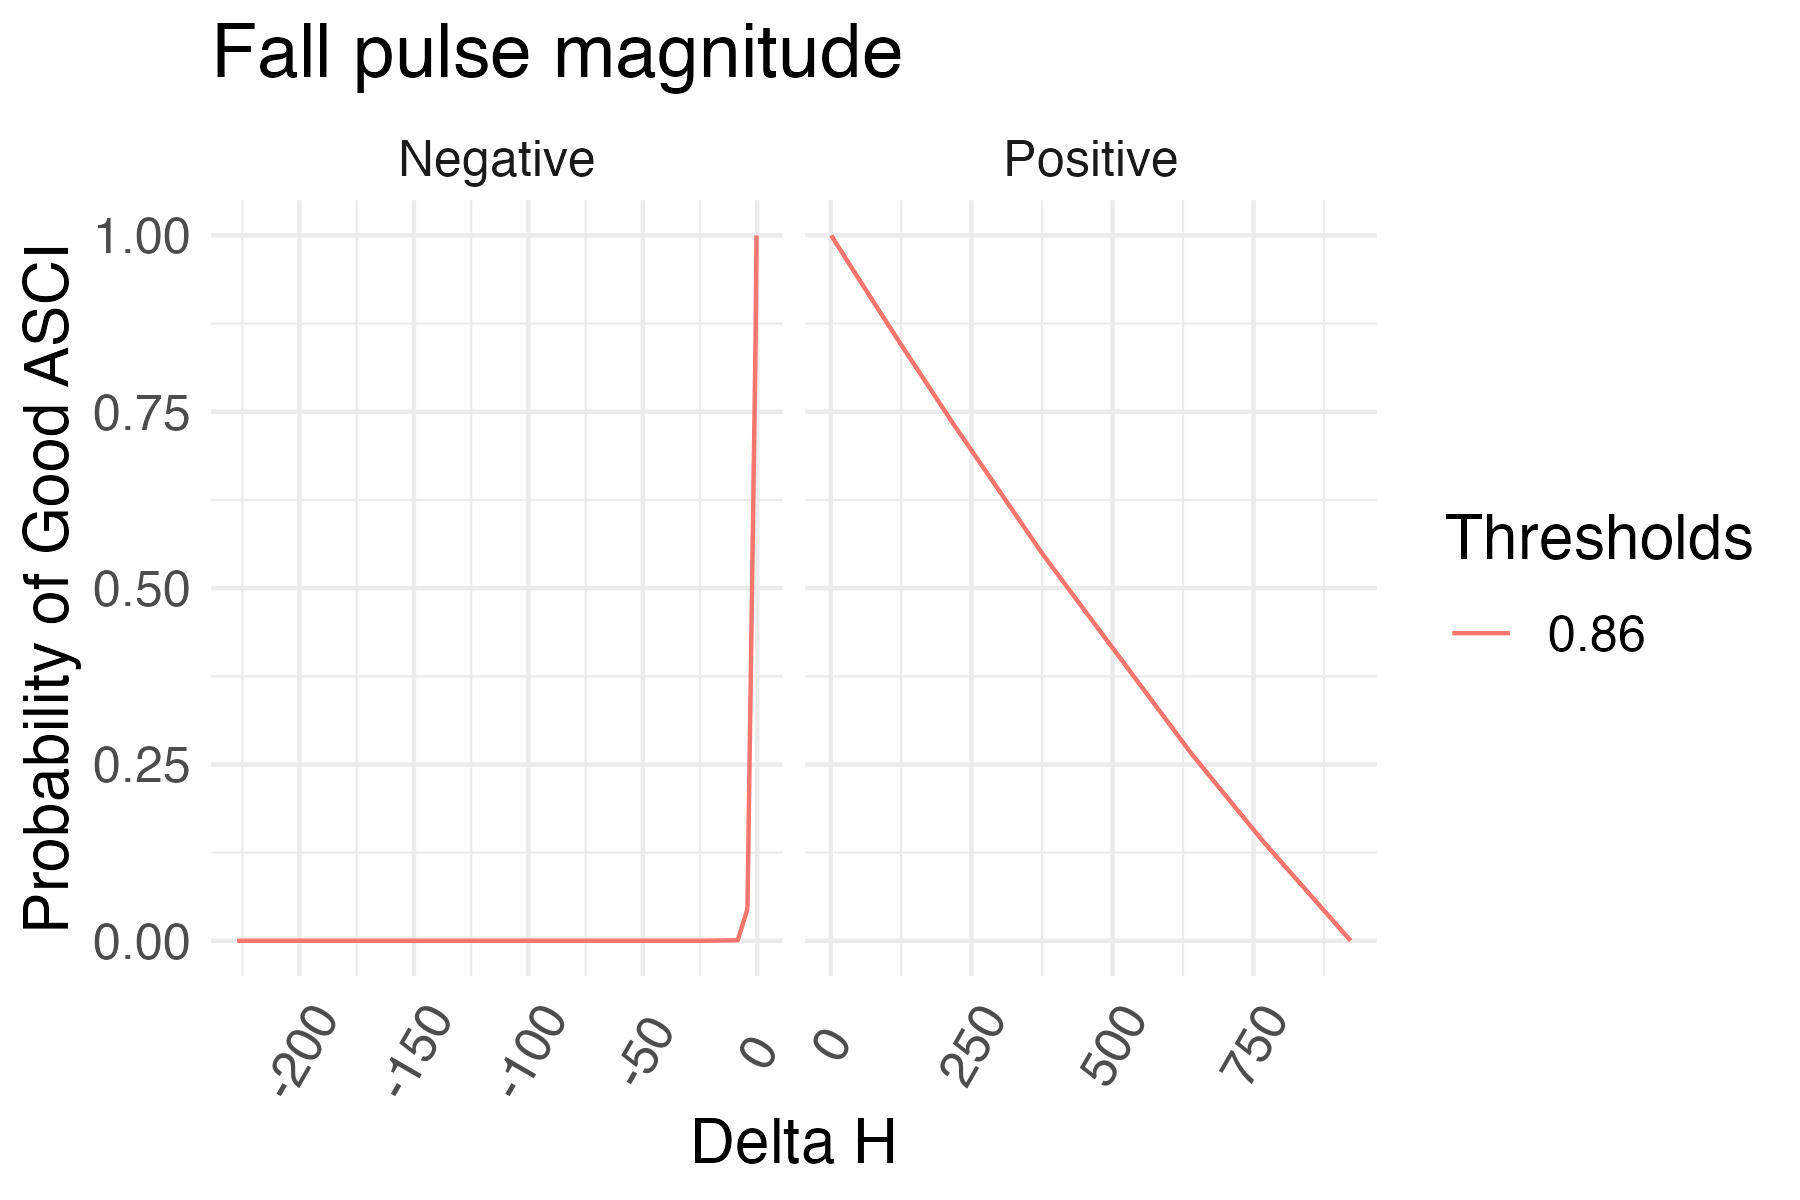 Fall pulse magnitude
Negative
Positive
Probability of Good ASCI
1.00
0.75
0.50
0.25
0.00
-200
-150
-100
-50
0
0
250
500
750
Delta H
Thresholds
0.86